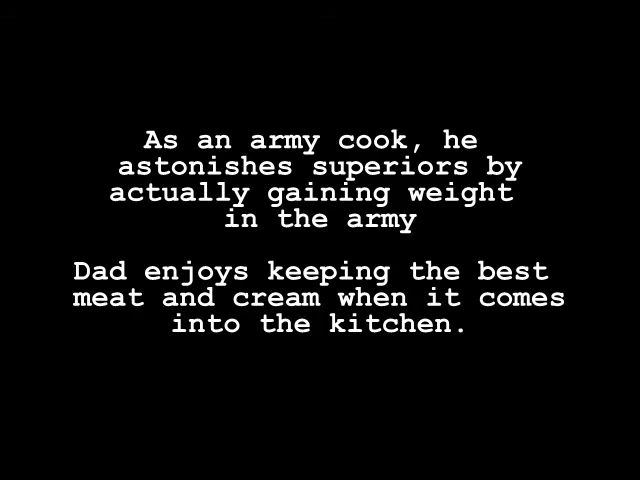 As an army cook, he
astonishes superiors by
actually gaining weight
in the army
Dad enjoys keeping the best
meat and cream when it comes
into the kitchen.